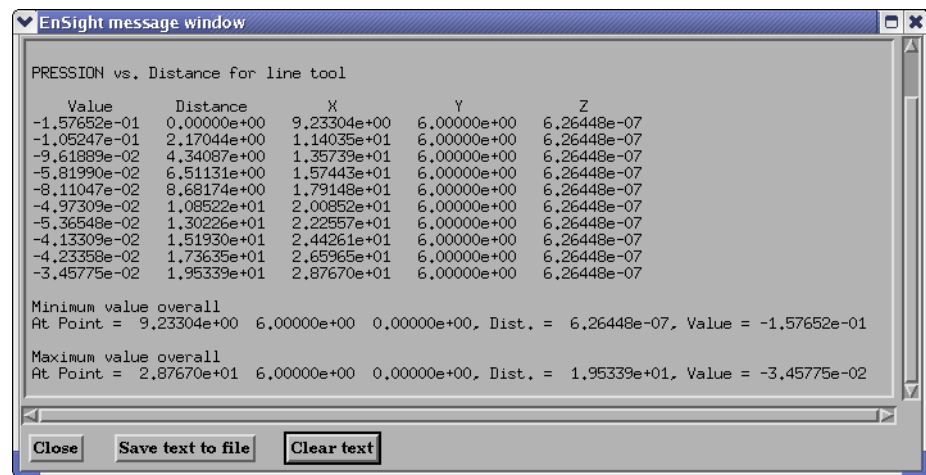 EnSight message window
PRESSION vs. Distance for line tool
Value Distance X Y Z
-1.57652e-01 0.00000e+00 9.23304e+00 6.00000e+00 6.26448e-07
-1.05247e-01 2.17044e+00 1.14035e+01 6.00000e+00 6.26448e-07
-9.61889e-02 4.34087e+00 1.35739e+01 6.00000e+00 6.26448e-07
-5.81990e-02 6.51131e+00 1.57443e+01 6.00000e+00 6.26448e-07
-8.11047e-02 8.68174e+00 1.79148e+01 6.00000e+00 6.26448e-07
-4.97309e-02 1.08522e+01 2.00852e+01 6.00000e+00 6.26448e-07
-5.36548e-02 1.30226e+01 2.22557e+01 6.00000e+00 6.26448e-07
-4.13309e-02 1.51930e+01 2.44261e+01 6.00000e+00 6.26448e-07
-4.23358e-02 1.73635e+01 2.65965e+01 6.00000e+00 6.26448e-07
-3.45775e-02 1.95339e+01 2.87670e+01 6.00000e+00 6.26448e-07
Minimum value overall
At Point = 9.23304e+00 6.00000e+00 0.00000e+00, Dist. = 6.26448e-07, Value = -1.57652e-01
Maximum value overall
At Point = 2.87670e+01 6.00000e+00 0.00000e+00, Dist. = 1.95339e+01, Value = -3.45775e-02
Close Save text to file Clear text